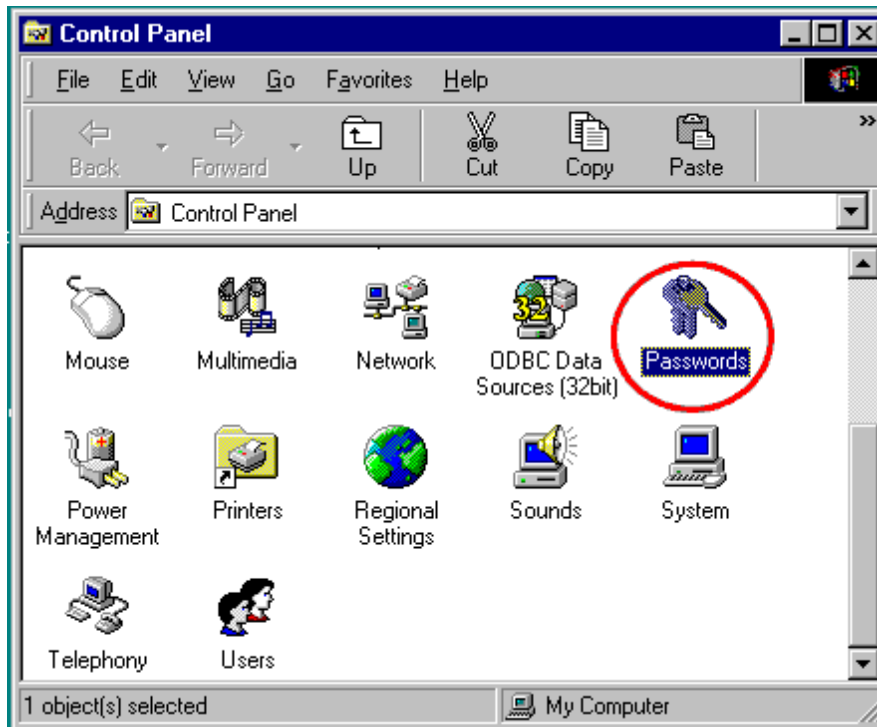 Control Panel
File Edit View Go Favorites Help
Back Forward Up Cut Copy Paste »
Address Control Panel
Mouse Multimedia Network ODBC Data Sources (32bit) Passwords
32
Power Management Printers Regional Settings Sounds System
Telephony Users
1 object(s) selected My Computer